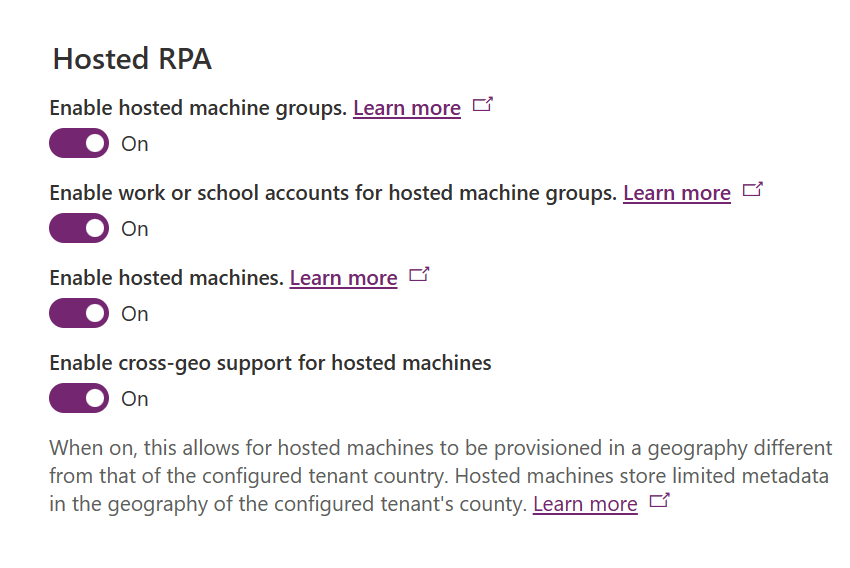 Hosted RPA
Enable hosted machine groups. Learn more
On
Enable work or school accounts for hosted machine groups. Learn more
On
Enable hosted machines. Learn more
On
Enable cross-geo support for hosted machines
On
When on, this allows for hosted machines to be provisioned in a geography different
from that of the configured tenant country. Hosted machines store limited metadata
in the geography of the configured tenant's county. Learn more